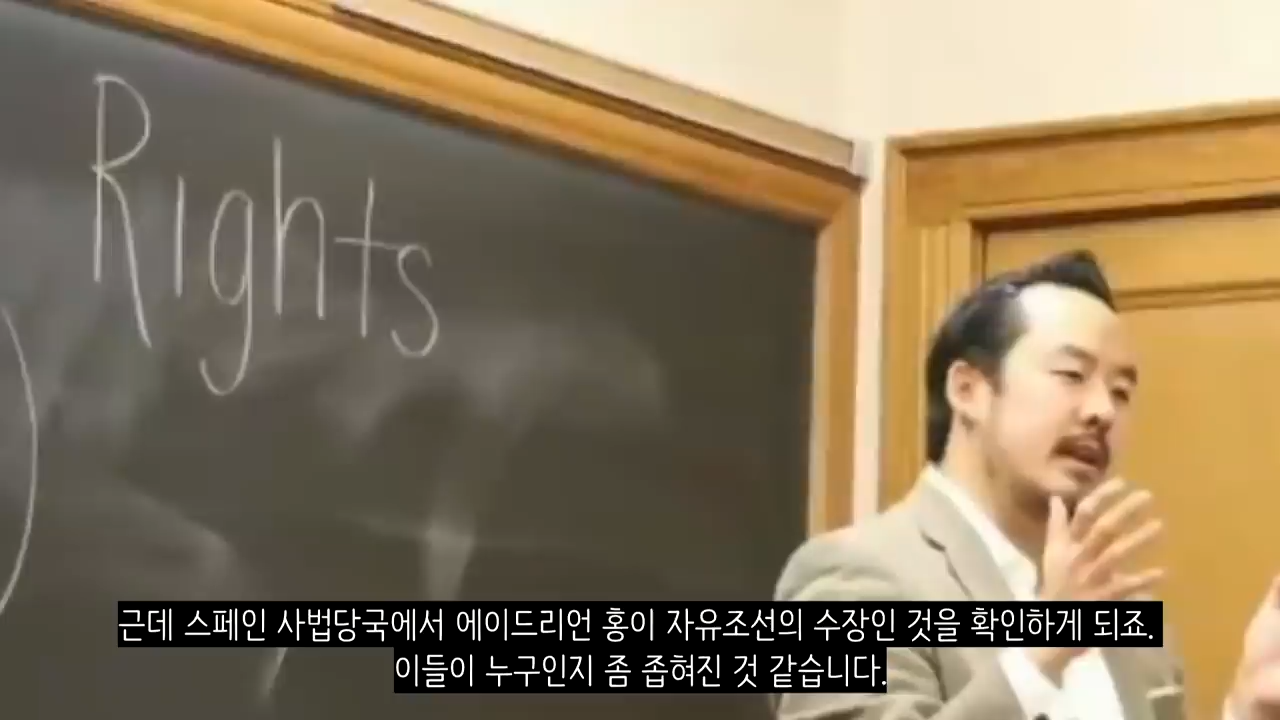 Rights
근데 스페인 사법당국에서 에이드리언 홍이 자유조선의 수장인 것을 확인하게 되죠.
이들이 누구인지 좀 좁혀진 것 같습니다.